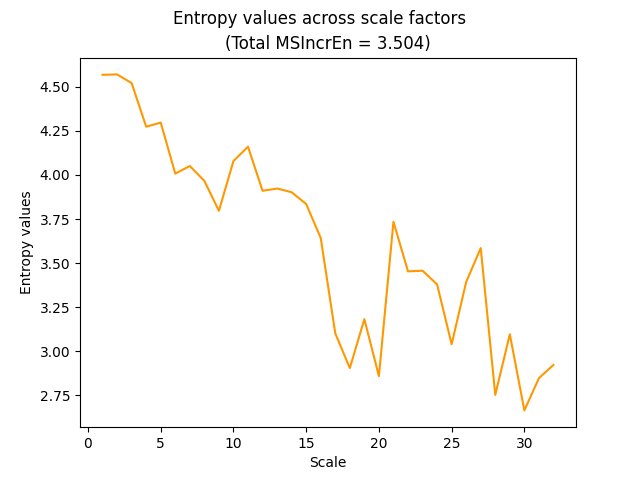 Entropy values across scale factors
(Total MSIncrEn = 3.504)
4.50
4.25
4.00
3.75
3.50
3.25
3.00
2.75
Entropy values
0 5 10 15 20 25 30
Scale